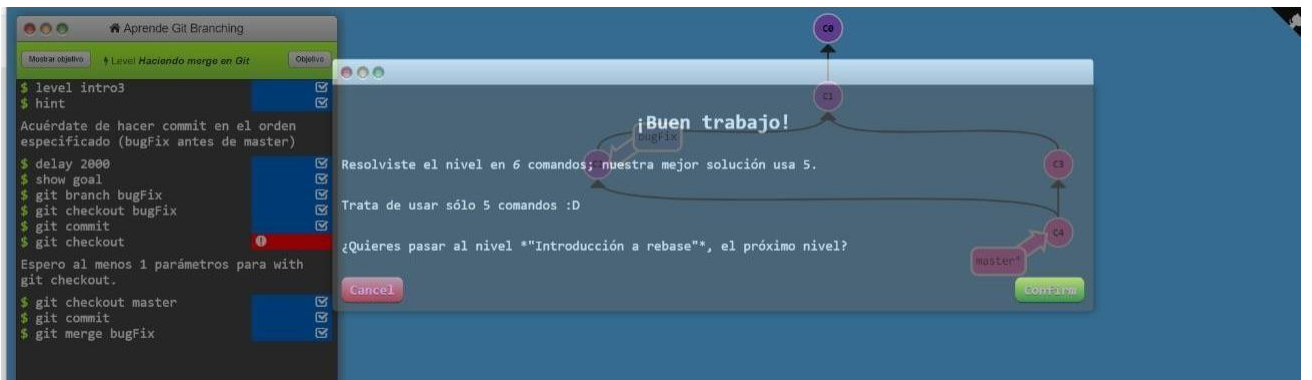 Aprende Git Branching
Mostrar objetivo
Level Haciendo merge en Git
Objetivo
$ level intro3
$ hint
Acuérdate de hacer commit en el orden
especificado (bugFix antes de master)
$ delay 2000
$ show goal
$ git branch bugFix
$ git checkout bugFix
$ git commit
$ git checkout
Espero al menos 1 parámetros para with
git checkout.
$ git checkout master
$ git commit
$ git merge bugFix
¡Buen trabajo!
Resolviste el nivel en 6 comandos; nuestra mejor solución usa 5.
Trata de usar sólo 5 comandos :D
¿Quieres pasar al nivel *"Introducción a rebase"*, el próximo nivel?
Cancel
Confirm
C0
C1
bugFix
C2
C3
C4
master*